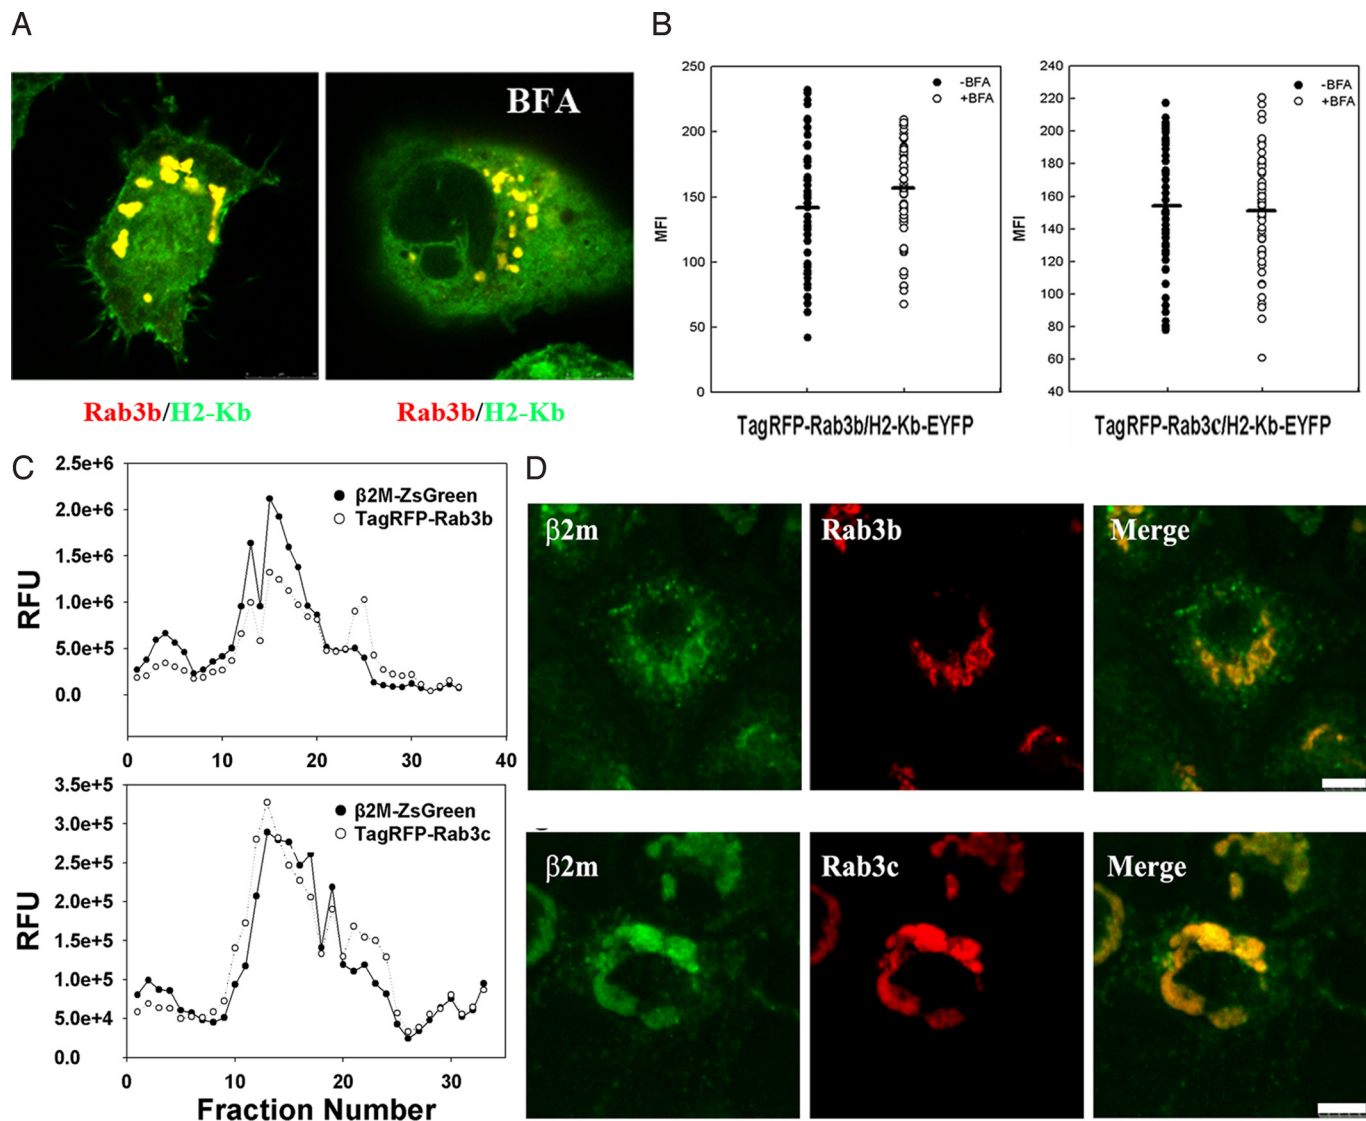 A
BFA
Rab3b/H2-Kb
Rab3b/H2-Kb
B
250
200
150
100
50
0
MFI
-BFA
+BFA
TagRFP-Rab3b/H2-Kb-EYFP
240
220
200
180
160
140
120
100
80
60
40
MFI
-BFA
+BFA
TagRFP-Rab3c/H2-Kb-EYFP
C
2.5e+6
2.0e+6
1.5e+6
1.0e+6
5.0e+5
0.0
RFU
β2M-ZsGreen
TagRFP-Rab3b
0 10 20 30 40
3.5e+5
3.0e+5
2.5e+5
2.0e+5
1.5e+5
1.0e+5
5.0e+4
0.0
RFU
β2M-ZsGreen
TagRFP-Rab3c
0 10 20 30
Fraction Number
D
β2m
Rab3b
Merge
β2m
Rab3c
Merge